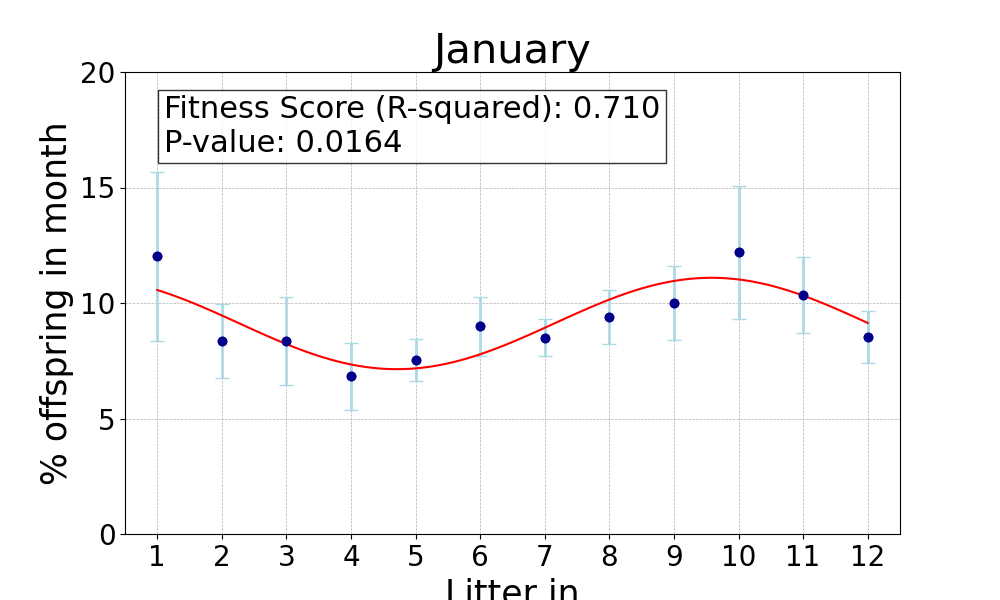 January
Fitness Score (R-squared): 0.710
P-value: 0.0164
% offspring in month
20
15
10
5
0
1 2 3 4 5 6 7 8 9 10 11 12
Litter in